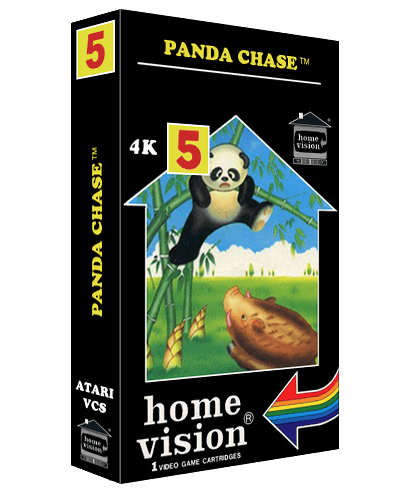 5
PANDA CHASE™
ATARI
VCS
home
vision
PANDA CHASE™
4K
5
home
vision
home
vision®
1 VIDEO GAME CARTRIDGES